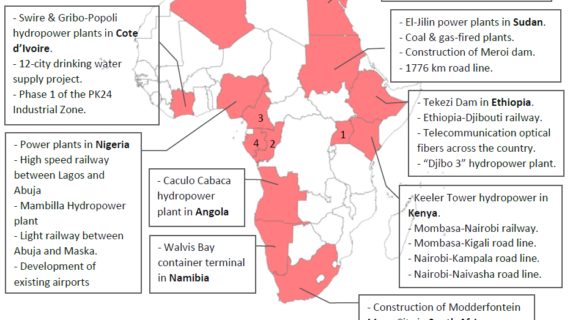 - Swire & Gribo-Popoli
hydropower plants in Cote
d’Ivoire.
- 12-city drinking water
supply project.
- Phase 1 of the PK24
Industrial Zone.
- El-Jilin power plants in Sudan.
- Coal & gas-fired plants.
- Construction of Meroi dam.
- 1776 km road line.
- Tekezi Dam in Ethiopia.
- Ethiopia-Djibouti railway.
- Telecommunication optical
fibers across the country.
- “Djibo 3” hydropower plant.
3
4
2
1
- Power plants in Nigeria
- High speed railway
between Lagos and
Abuja
- Mambilla Hydropower
plant
- Light railway between
Abuja and Maska.
- Development of
existing airports
- Caculo Cabaca
hydropower
plant in Angola
- Walvis Bay
container terminal
in Namibia
- Keeler Tower hydropower in
Kenya.
- Mombasa-Nairobi railway.
- Mombasa-Kigali road line.
- Nairobi-Kampala road line.
- Nairobi-Naivasha road line.
- Construction of Modderfontein